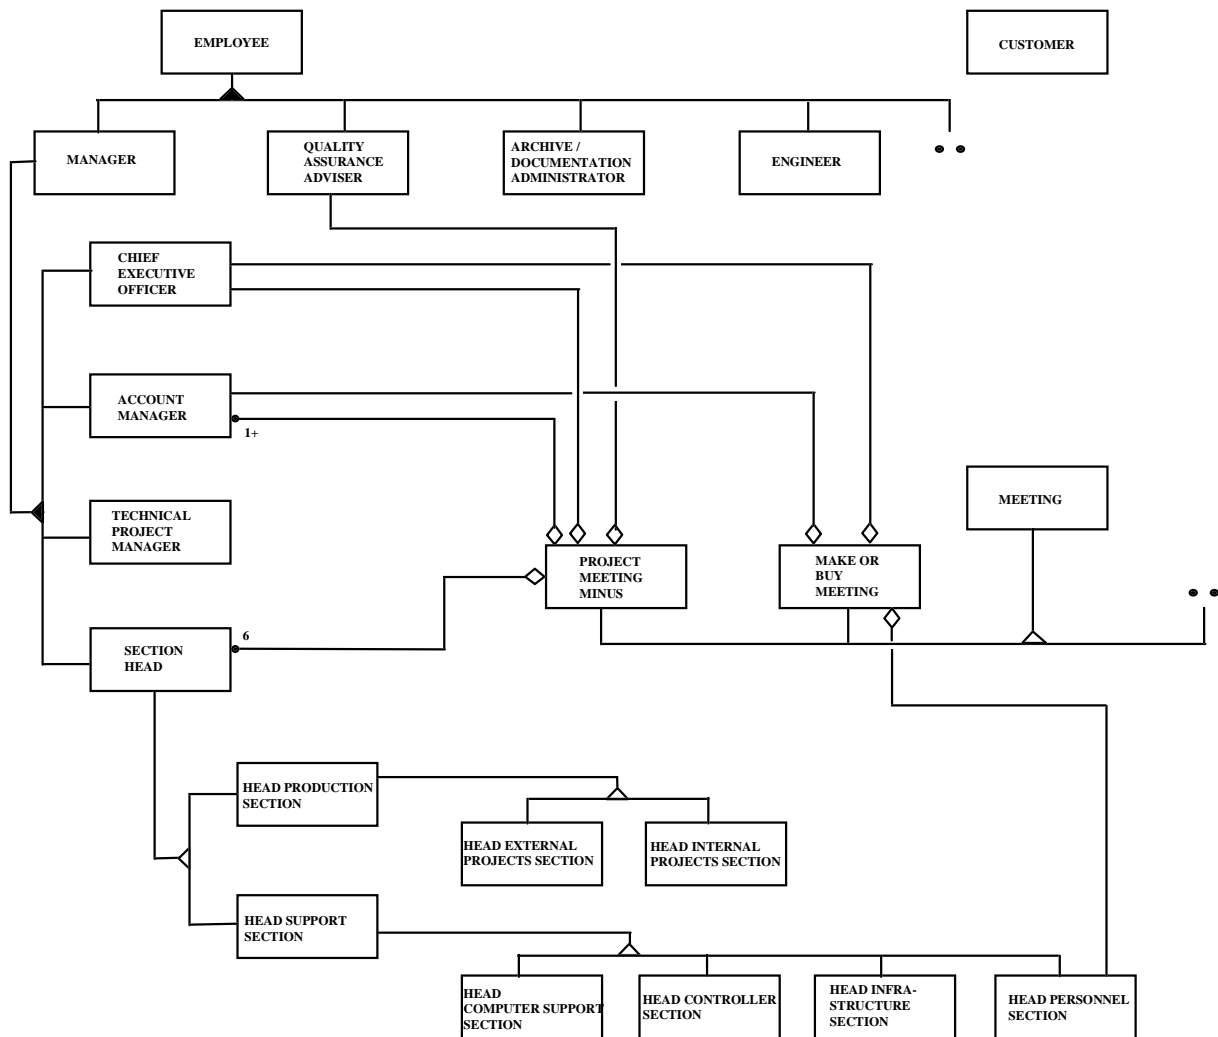 EMPLOYEE
CUSTOMER
MANAGER
QUALITY
ASSURANCE
ADVISER
ARCHIVE /
DOCUMENTATION
ADMINISTRATOR
ENGINEER
CHIEF
EXECUTIVE
OFFICER
ACCOUNT
MANAGER
1+
TECHNICAL
PROJECT
MANAGER
MEETING
PROJECT
MEETING
MINUS
MAKE OR
BUY
MEETING
6
SECTION
HEAD
HEAD PRODUCTION
SECTION
HEAD EXTERNAL
PROJECTS SECTION
HEAD INTERNAL
PROJECTS SECTION
HEAD SUPPORT
SECTION
HEAD
COMPUTER SUPPORT
SECTION
HEAD CONTROLLER
SECTION
HEAD INFRA-
STRUCTURE
SECTION
HEAD PERSONNEL
SECTION